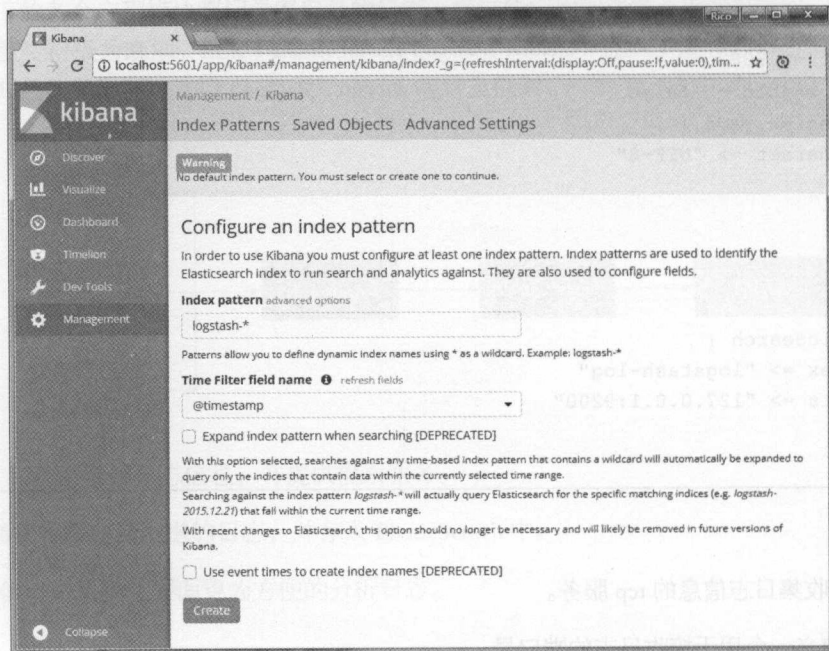 Rico
Kibana
localhost:5601/app/kibana#/management/kibana/index?_g=(refreshInterval:(display:Off,pause:!f,value:0),tim...
kibana
Discover
Visualize
Dashboard
Timelion
Dev Tools
Management
Collapse
Management / Kibana
Index Patterns Saved Objects Advanced Settings
Warning
No default index pattern. You must select or create one to continue.
Configure an index pattern
In order to use Kibana you must configure at least one index pattern. Index patterns are used to identify the
Elasticsearch index to run search and analytics against. They are also used to configure fields.
Index pattern advanced options
logstash-*
Patterns allow you to define dynamic index names using * as a wildcard. Example: logstash-*
Time Filter field name refresh fields
@timestamp
Expand index pattern when searching [DEPRECATED]
With this option selected, searches against any time-based index pattern that contains a wildcard will automatically be expanded to
query only the indices that contain data within the currently selected time range.
Searching against the index pattern logstash-* will actually query Elasticsearch for the specific matching indices (e.g. logstash-
2015.12.21) that fall within the current time range.
With recent changes to Elasticsearch, this option should no longer be necessary and will likely be removed in future versions of
Kibana.
Use event times to create index names [DEPRECATED]
Create